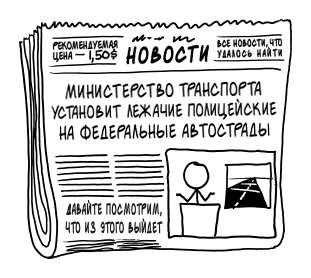 РЕКОМЕНДУЕМАЯ
ЦЕНА — 1,50$
НОВОСТИ
ВСЕ НОВОСТИ, ЧТО
УДАЛОСЬ НАЙТИ
МИНИСТЕРСТВО ТРАНСПОРТА
УСТАНОВИТ ЛЕЖАЧИЕ ПОЛИЦЕЙСКИЕ
НА ФЕДЕРАЛЬНЫЕ АВТОСТРАДЫ
ДАВАЙТЕ ПОСМОТРИМ,
ЧТО ИЗ ЭТОГО ВЫЙДЕТ